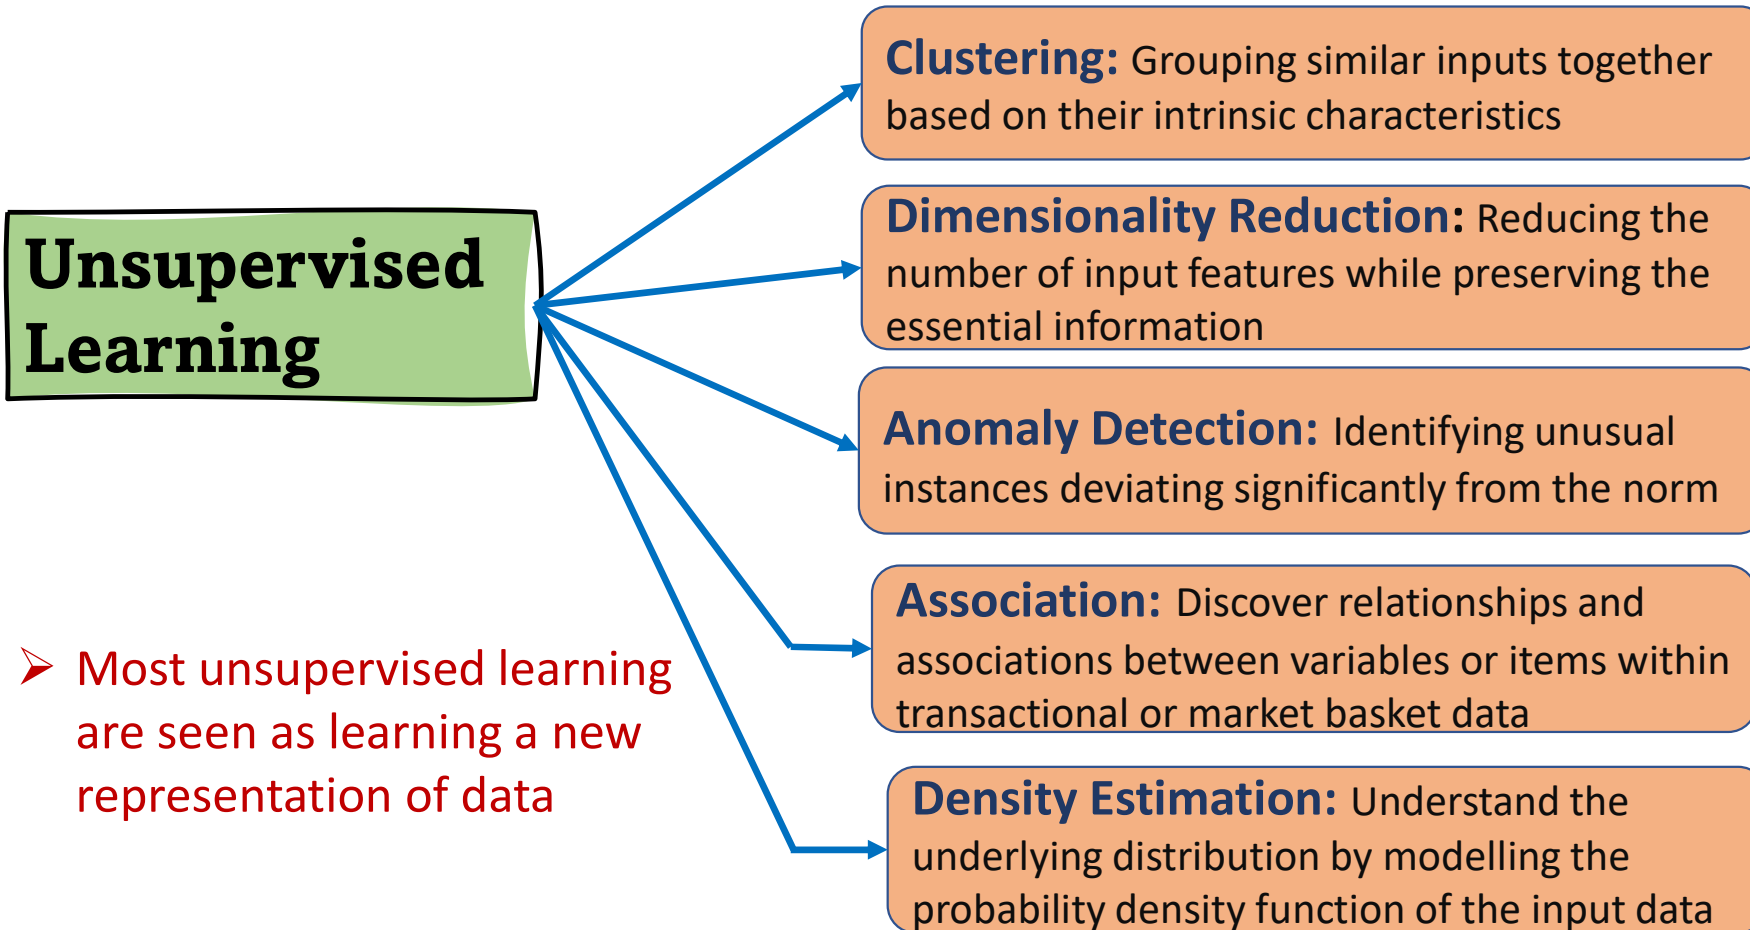 Unsupervised
Learning
➢ Most unsupervised learning
are seen as learning a new
representation of data
Clustering: Grouping similar inputs together
based on their intrinsic characteristics
Dimensionality Reduction: Reducing the
number of input features while preserving the
essential information
Anomaly Detection: Identifying unusual
instances deviating significantly from the norm
Association: Discover relationships and
associations between variables or items within
transactional or market basket data
Density Estimation: Understand the
underlying distribution by modelling the
probability density function of the input data